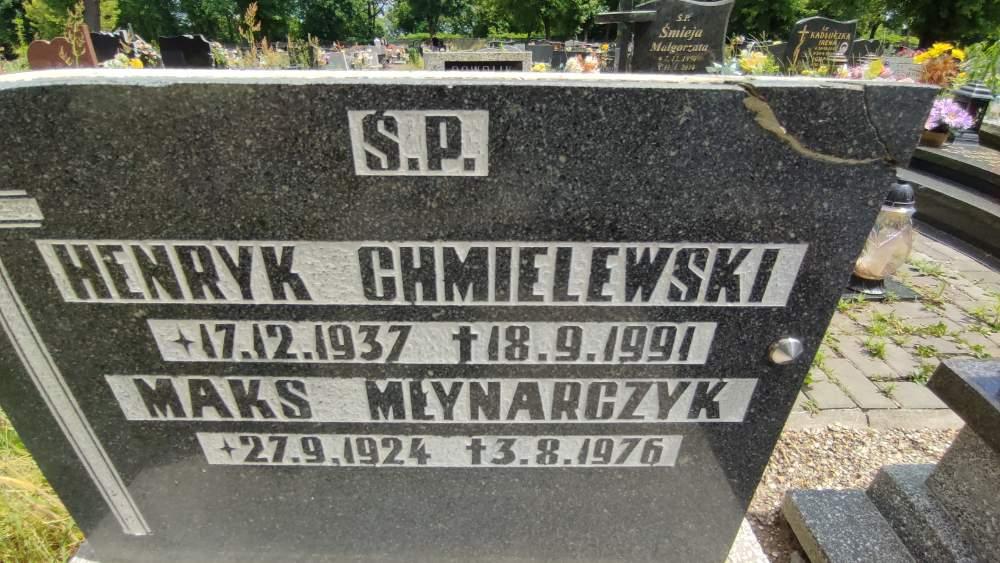 Ś.P.
Śmieja
Małgorzata
KADŁUCZKA
IRENA
Ś.P.
HENRYK CHMIELEWSKI
17.12.1937 †18.9.1991
MAKS MŁYNARCZYK
27.9.1924 †3.8.1976